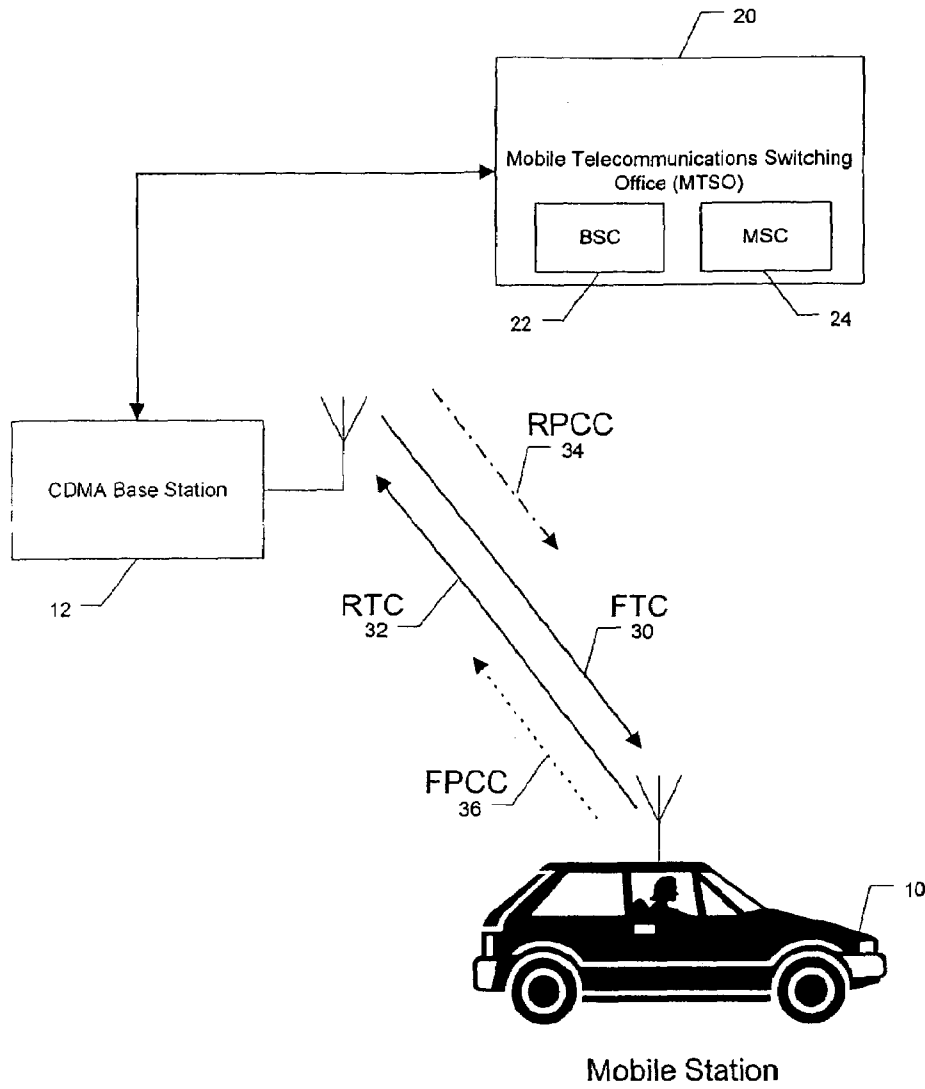 20
Mobile Telecommunications Switching
Office (MTSO)
BSC
MSC
22
24
RPCC
34
CDMA Base Station
12
RTC
32
FTC
30
FPCC
36
10
Mobile Station